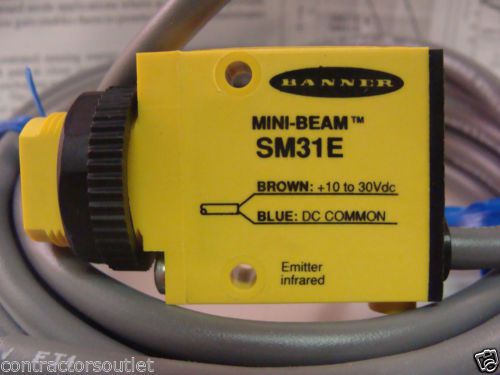 BANNER
MINI-BEAM™
SM31E
BROWN: +10 to 30Vdc
BLUE: DC COMMON
Emitter
infrared
contractorsoutlet